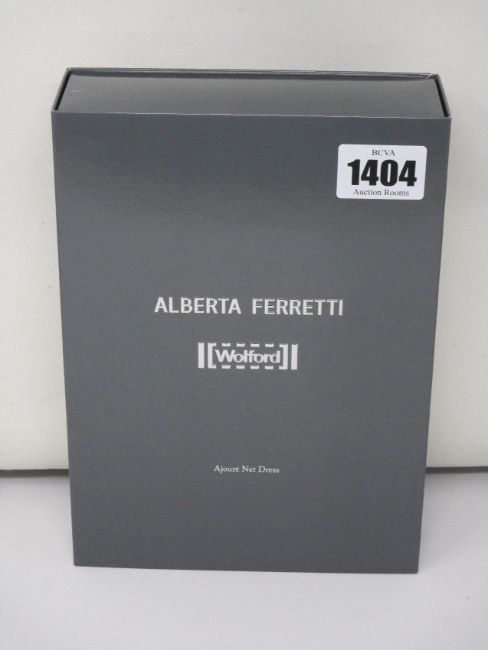 BCVA
1404
Auction Rooms
ALBERTA FERRETTI
Wolford
Ajouré Net Dress